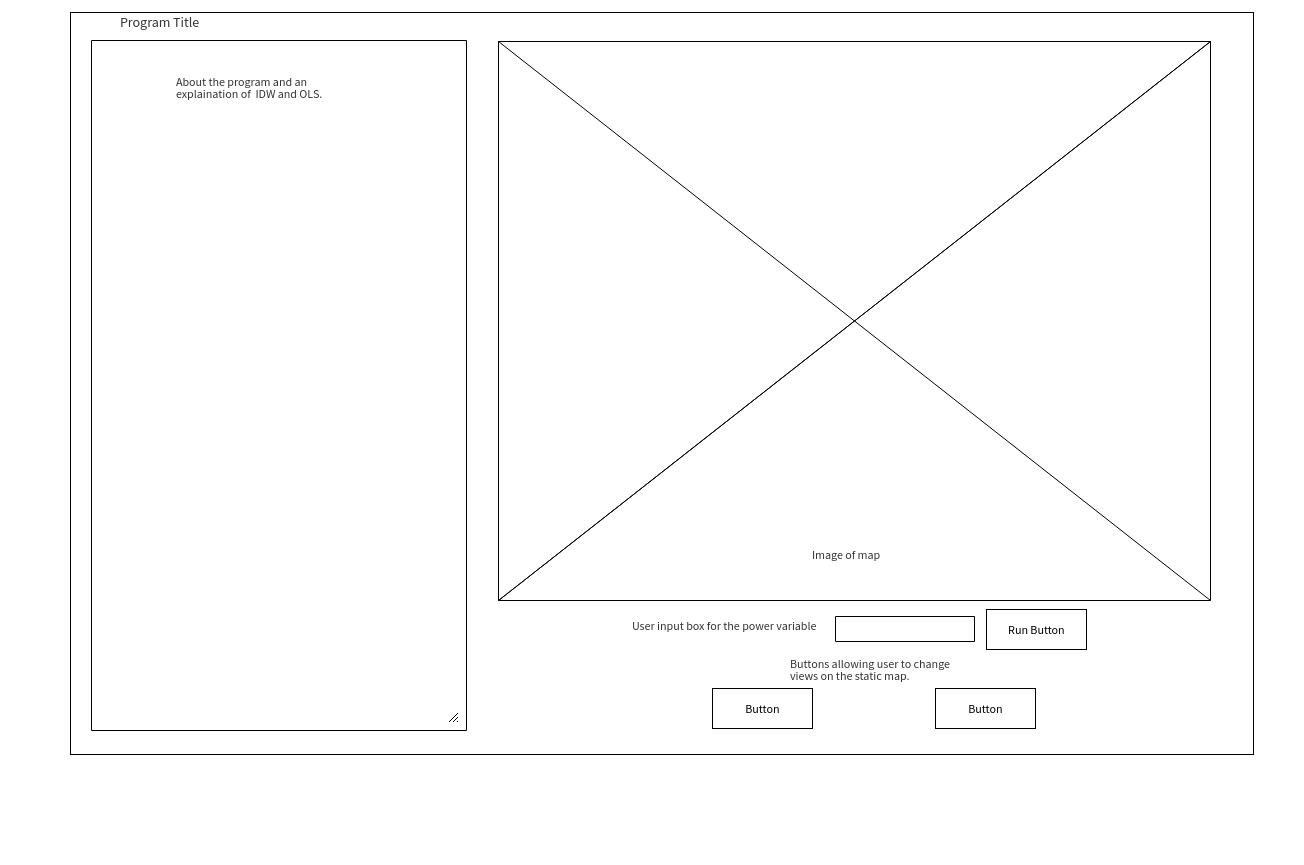 Program Title
About the program and an
explaination of  IDW and OLS.
Image of map
User input box for the power variable
Run Button
Buttons allowing user to change
views on the static map.
Button
Button